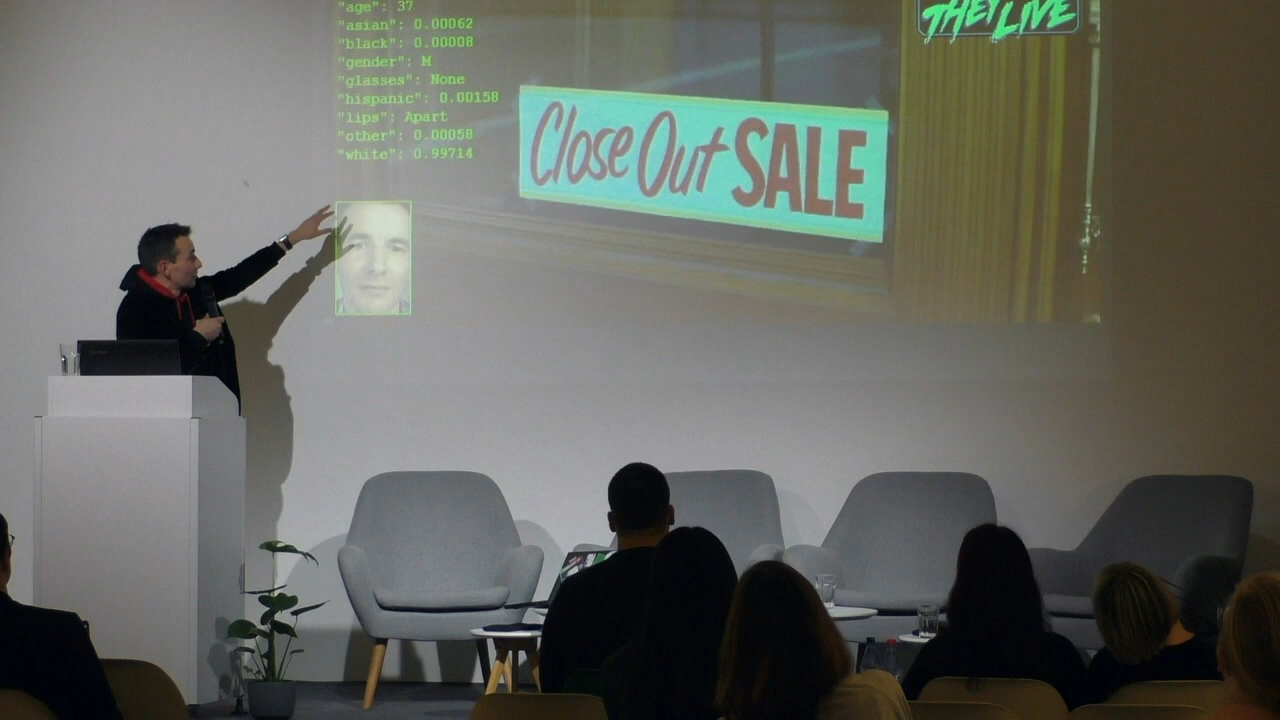 "age": 37
"asian": 0.00062
"black": 0.00008
"gender": M
"glasses": None
"hispanic": 0.00158
"lips": Apart
"other": 0.00058
"white": 0.99714
THEY LIVE
Close Out SALE